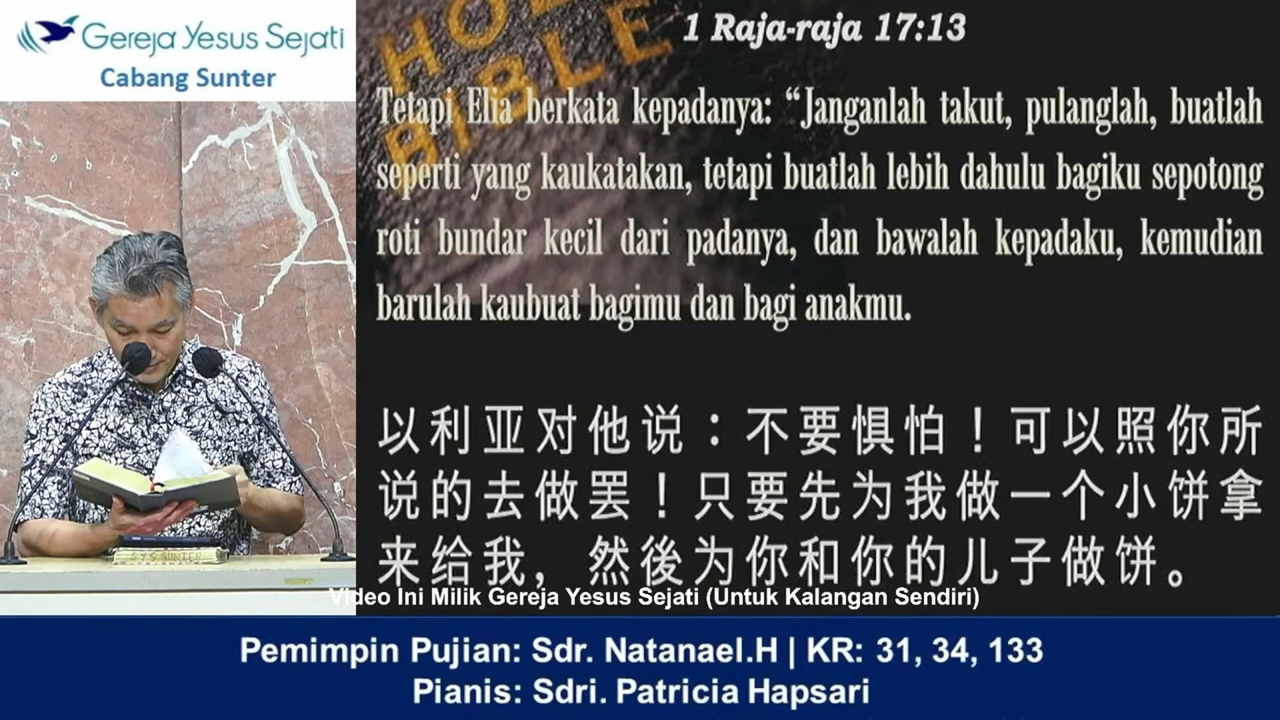 Gereja Yesus Sejati
Cabang Sunter
HOLY
BIBLE
1 Raja-raja 17:13
Tetapi Elia berkata kepadanya: “Janganlah takut, pulanglah, buatlah
seperti yang kaukatakan, tetapi buatlah lebih dahulu bagiku sepotong
roti bundar kecil dari padanya, dan bawalah kepadaku, kemudian
barulah kaubuat bagimu dan bagi anakmu.
以利亚对他说：不要惧怕！可以照你所
说的去做罢！只要先为我做一个小饼拿
来给我，然後为你和你的儿子做饼。
GYS SUNTER
Video Ini Milik Gereja Yesus Sejati (Untuk Kalangan Sendiri)
Pemimpin Pujian: Sdr. Natanael.H | KR: 31, 34, 133
Pianis: Sdri. Patricia Hapsari